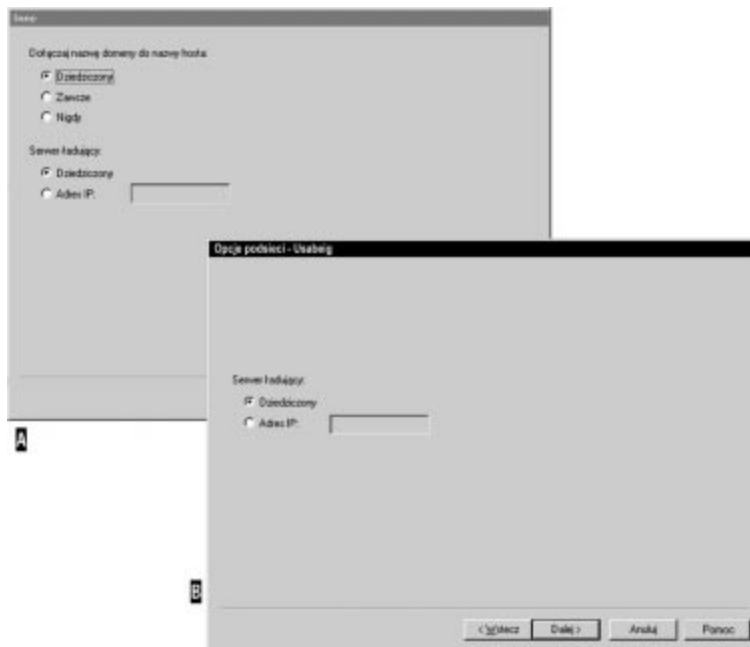 Inne
Dołączaj nazwę domeny do nazwy hosta:
Dziedziczony
Zawsze
Nigdy
Serwer ładujący:
Dziedziczony
Adres IP:
A
Opcje podsieci - Usabeig
Serwer ładujący:
Dziedziczony
Adres IP:
B
< Wstecz Dalej > Anuluj Pomoc